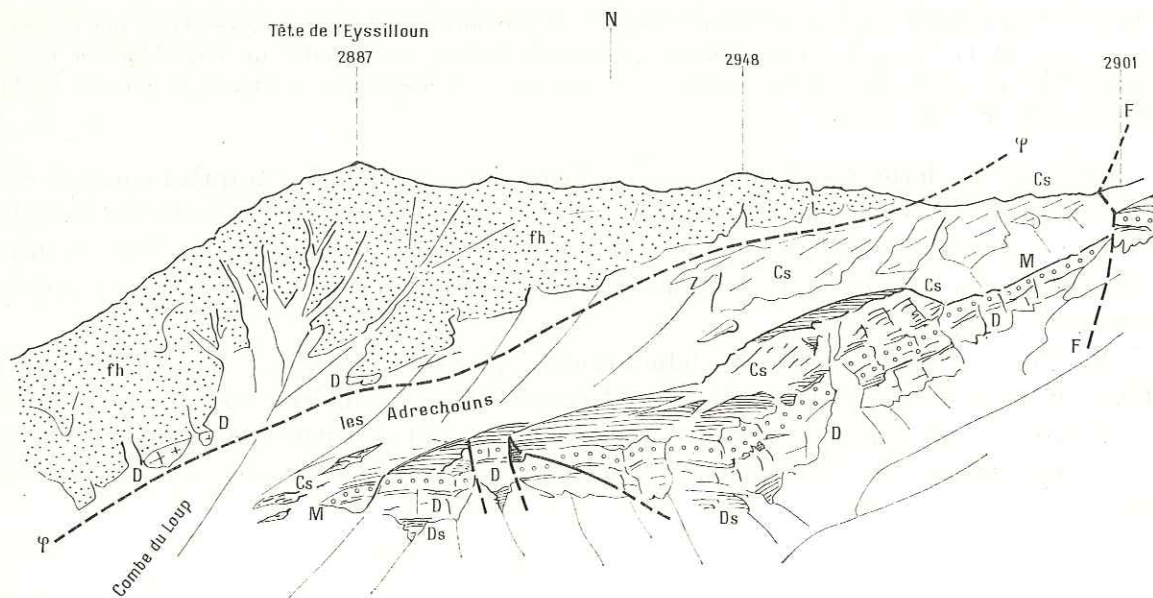 N
Tête de l'Eyssilloun
2887
2948
2901
F
φ
Cs
fh
Cs
M
Cs
D
F
fh
D
Cs
les Adrechouns
D
D
D
Cs
D
M
D
Ds
Ds
φ
Combe du Loup